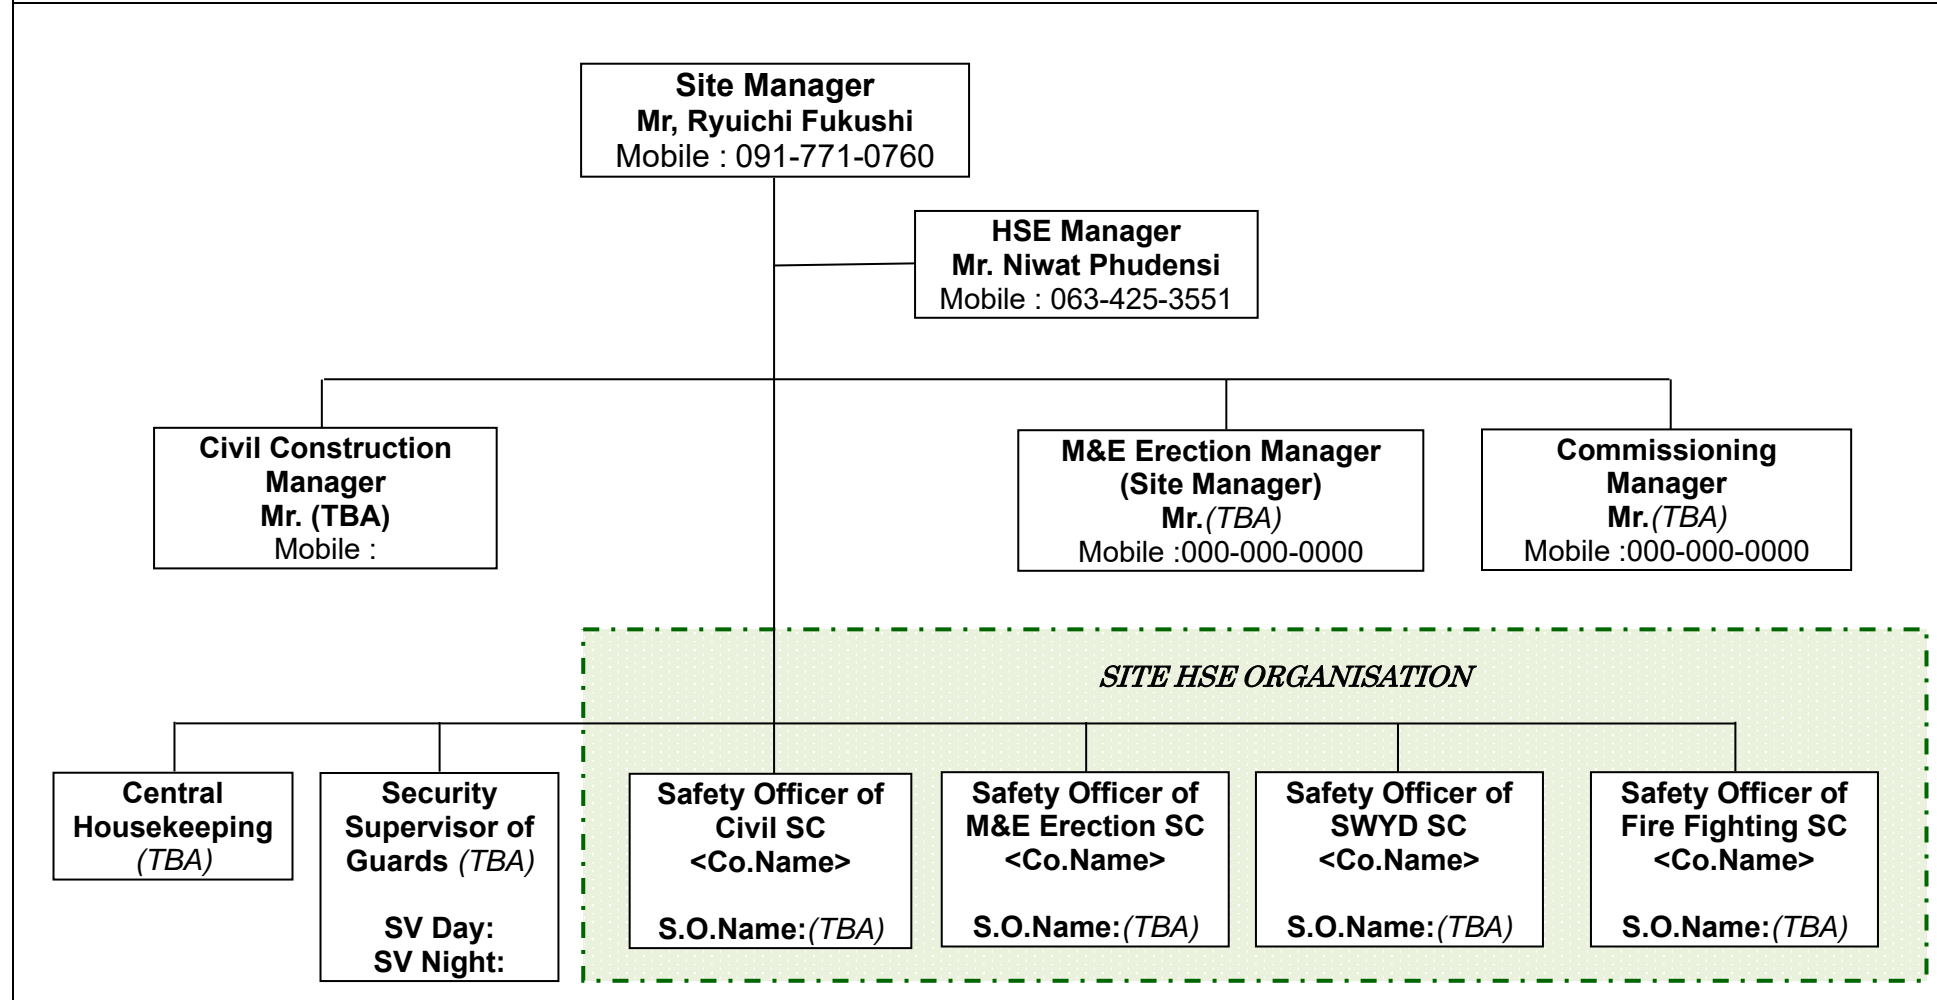 Site Manager
Mr, Ryuichi Fukushi
Mobile : 091-771-0760
HSE Manager
Mr. Niwat Phudensi
Mobile : 063-425-3551
Civil Construction
Manager
Mr. (TBA)
Mobile :
M&E Erection Manager
(Site Manager)
Mr.(TBA)
Mobile :000-000-0000
Commissioning
Manager
Mr.(TBA)
Mobile :000-000-0000
SITE HSE ORGANISATION
Central
Housekeeping
(TBA)
Security
Supervisor of
Guards (TBA)
SV Day:
SV Night:
Safety Officer of
Civil SC
<Co.Name>
S.O.Name:(TBA)
Safety Officer of
M&E Erection SC
<Co.Name>
S.O.Name:(TBA)
Safety Officer of
SWYD SC
<Co.Name>
S.O.Name:(TBA)
Safety Officer of
Fire Fighting SC
<Co.Name>
S.O.Name:(TBA)